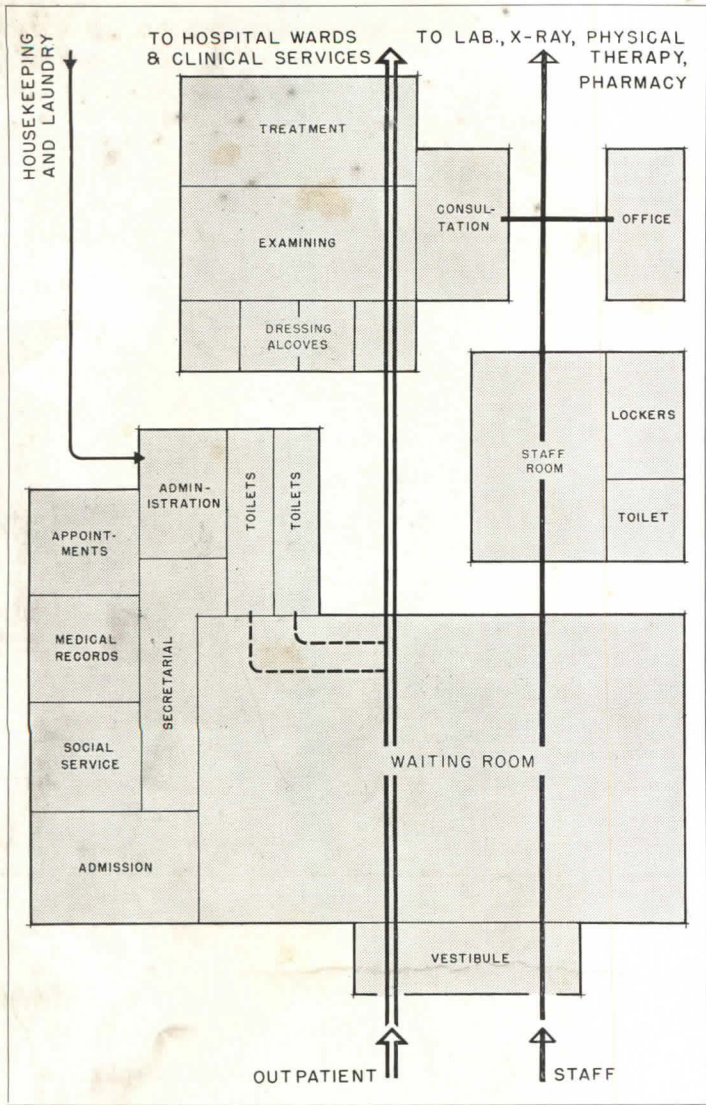 TO HOSPITAL WARDS
& CLINICAL SERVICES
TO LAB., X-RAY, PHYSICAL
THERAPY,
PHARMACY
HOUSEKEEPING
AND LAUNDRY
TREATMENT
EXAMINING
CONSUL-
TATION
OFFICE
DRESSING
ALCOVES
LOCKERS
STAFF
ROOM
TOILET
ADMIN-
ISTRATION
TOILETS
TOILETS
APPOINT-
MENTS
MEDICAL
RECORDS
SECRETARIAL
SOCIAL
SERVICE
ADMISSION
WAITING ROOM
VESTIBULE
OUTPATIENT
STAFF